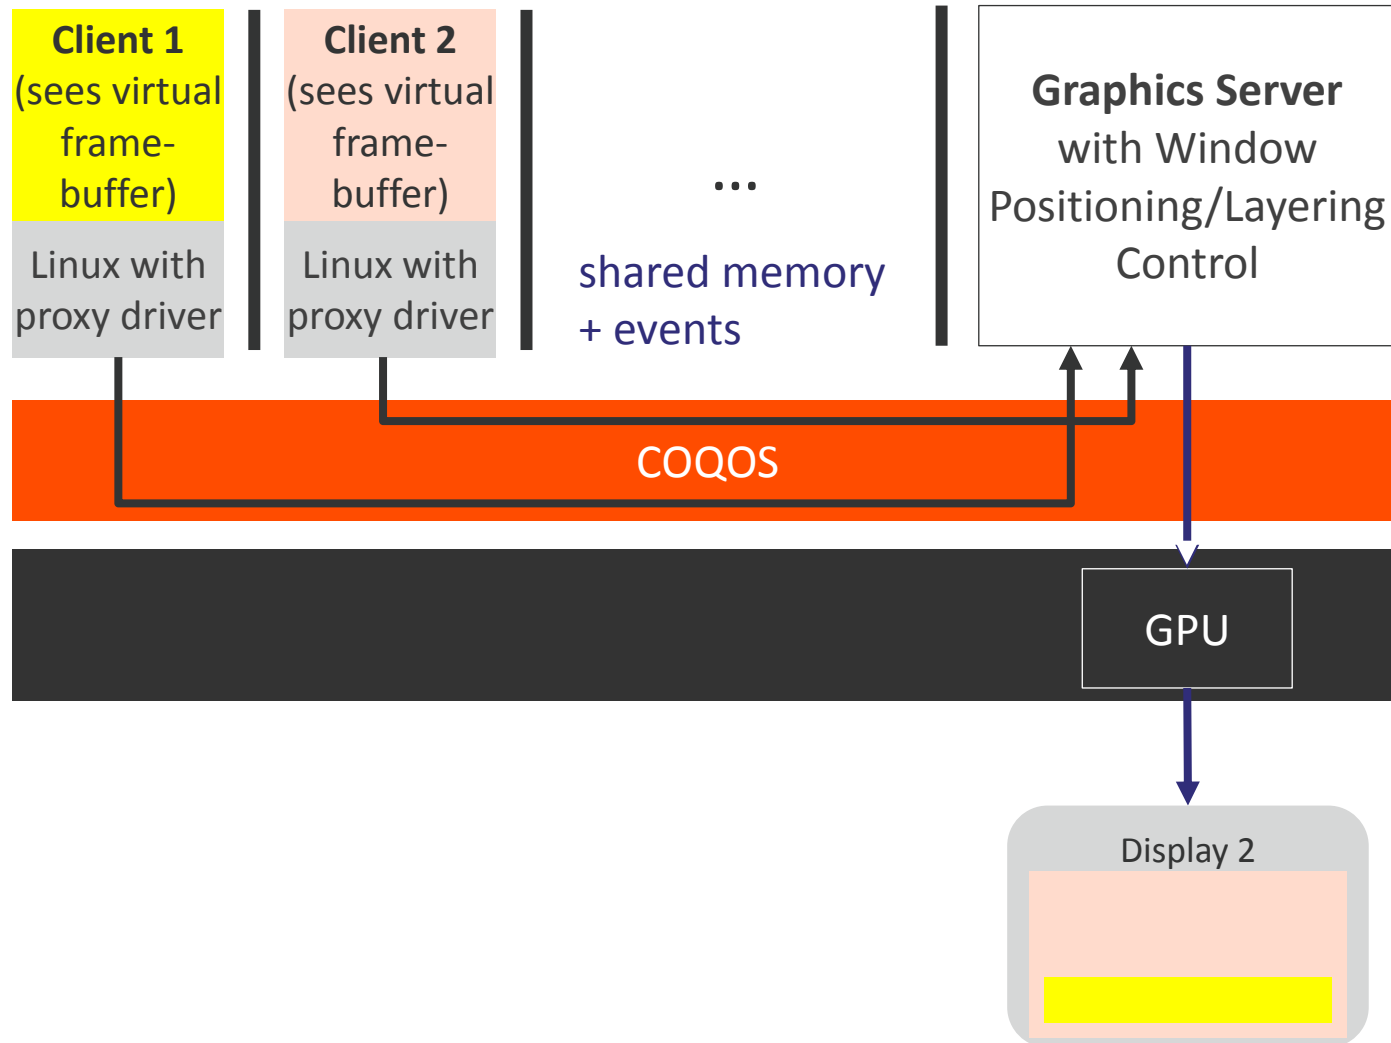 Client 1
(sees virtual
frame-
buffer)
Linux with
proxy driver
Client 2
(sees virtual
frame-
buffer)
Linux with
proxy driver
...
shared memory
+ events
Graphics Server
with Window
Positioning/Layering
Control
COQOS
GPU
Display 2